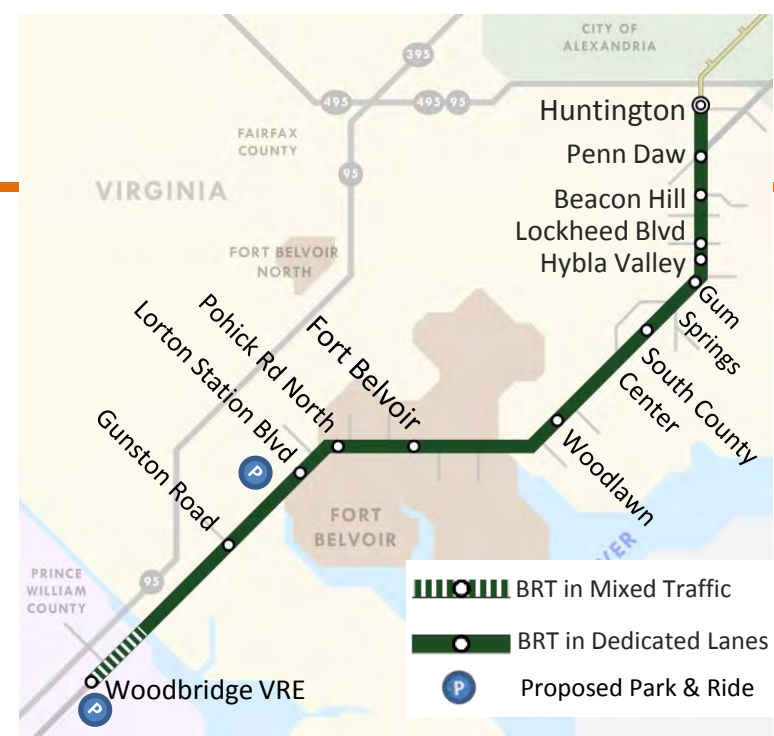 CITY OF
ALEXANDRIA
395
495
495 95
Huntington
FAIRFAX
COUNTY
Penn Daw
95
VIRGINIA
Beacon Hill
Lockheed Blvd
FORT BELVOIR
NORTH
Hybla Valley
Gum
Springs
South County
Center
Woodlawn
Fort Belvoir
Pohick Rd North
Lorton Station Blvd
P
Gunston Road
FORT
BELVOIR
VER
PRINCE
WILLIAM
COUNTY
95
Woodbridge VRE
P
BRT in Mixed Traffic
BRT in Dedicated Lanes
P
Proposed Park & Ride